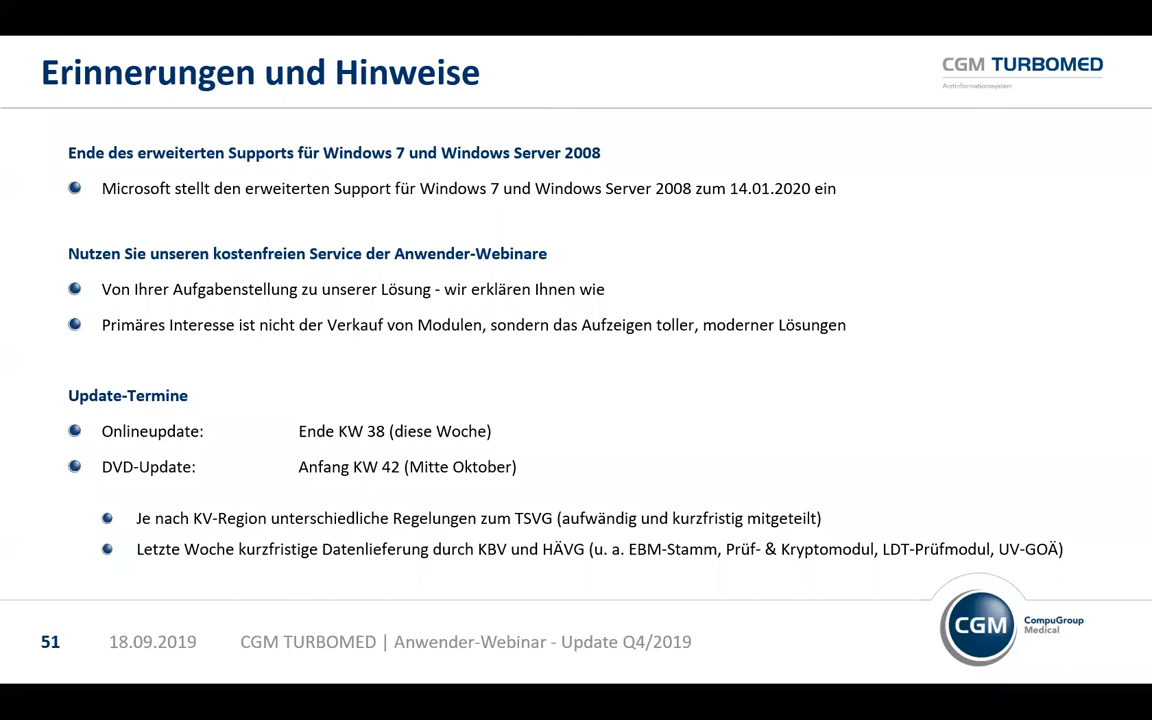 Erinnerungen und Hinweise
CGM TURBOMED
Arztinformationssystem
Ende des erweiterten Supports für Windows 7 und Windows Server 2008
Microsoft stellt den erweiterten Support für Windows 7 und Windows Server 2008 zum 14.01.2020 ein
Nutzen Sie unseren kostenfreien Service der Anwender-Webinare
Von Ihrer Aufgabenstellung zu unserer Lösung - wir erklären Ihnen wie
Primäres Interesse ist nicht der Verkauf von Modulen, sondern das Aufzeigen toller, moderner Lösungen
Update-Termine
Onlineupdate: Ende KW 38 (diese Woche)
DVD-Update: Anfang KW 42 (Mitte Oktober)
Je nach KV-Region unterschiedliche Regelungen zum TSVG (aufwändig und kurzfristig mitgeteilt)
Letzte Woche kurzfristige Datenlieferung durch KBV und HÄVG (u. a. EBM-Stamm, Prüf- & Kryptomodul, LDT-Prüfmodul, UV-GOÄ)
51 18.09.2019 CGM TURBOMED | Anwender-Webinar - Update Q4/2019
CGM
CompuGroup
Medical